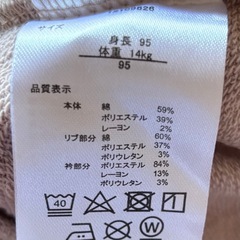 サイズ
身長 95
体重 14kg
95
品質表示
本体 綿 59%
ポリエステル 39%
レーヨン 2%
リブ部分 綿 60%
ポリエステル 37%
ポリウレタン 3%
衿部分 ポリエステル 84%
レーヨン 13%
ポリウレタン 3%
40
W